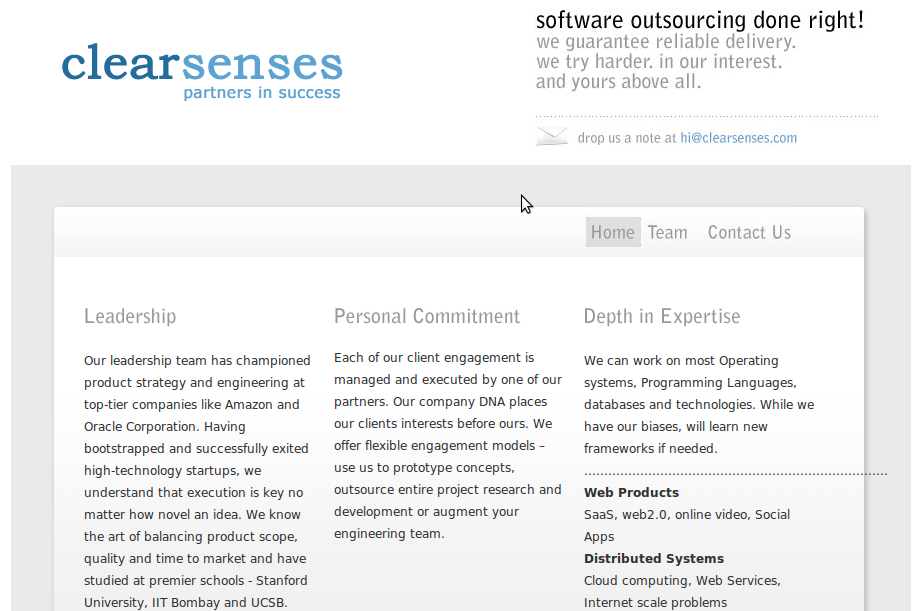 clearsenses
partners in success
software outsourcing done right!
we guarantee reliable delivery.
we try harder. in our interest.
and yours above all.
drop us a note at hi@clearsenses.com
Home Team Contact Us
Leadership
Our leadership team has championed
product strategy and engineering at
top-tier companies like Amazon and
Oracle Corporation. Having
bootstrapped and successfully exited
high-technology startups, we
understand that execution is key no
matter how novel an idea. We know
the art of balancing product scope,
quality and time to market and have
studied at premier schools - Stanford
University, IIT Bombay and UCSB.
Personal Commitment
Each of our client engagement is
managed and executed by one of our
partners. Our company DNA places
our clients interests before ours. We
offer flexible engagement models –
use us to prototype concepts,
outsource entire project research and
development or augment your
engineering team.
Depth in Expertise
We can work on most Operating
systems, Programming Languages,
databases and technologies. While we
have our biases, will learn new
frameworks if needed.
Web Products
SaaS, web2.0, online video, Social
Apps
Distributed Systems
Cloud computing, Web Services,
Internet scale problems